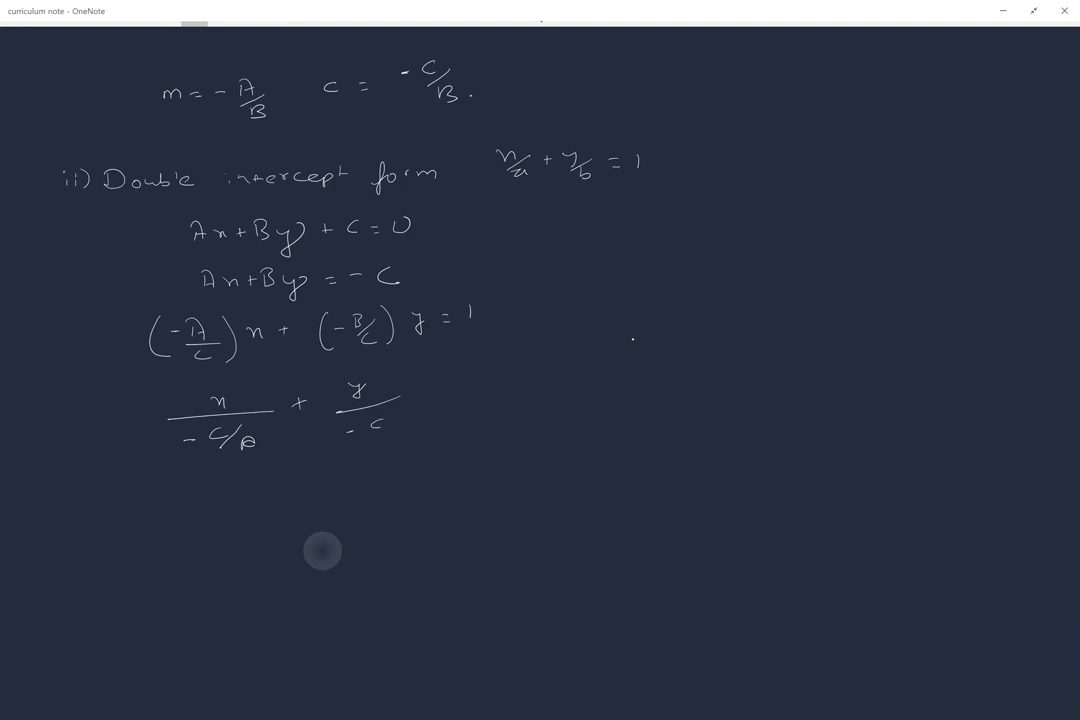 curriculum note - OneNote
m = - A/B c = - C/B .
ii) Double intercept form x/a + y/b = 1
Ax + By + C = 0
Ax + By = - C
(-A/C) x + (-B/C) y = 1
x/(-C/A) + y/(-C